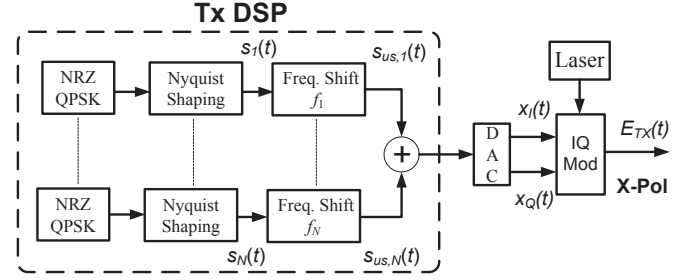 Tx DSP
NRZ
QPSK
Nyquist
Shaping
s1(t)
Freq. Shift
f1
sus,1(t)
NRZ
QPSK
Nyquist
Shaping
sN(t)
Freq. Shift
fN
sus,N(t)
+
D
A
C
xI(t)
xQ(t)
Laser
IQ
Mod
ETX(t)
X-Pol